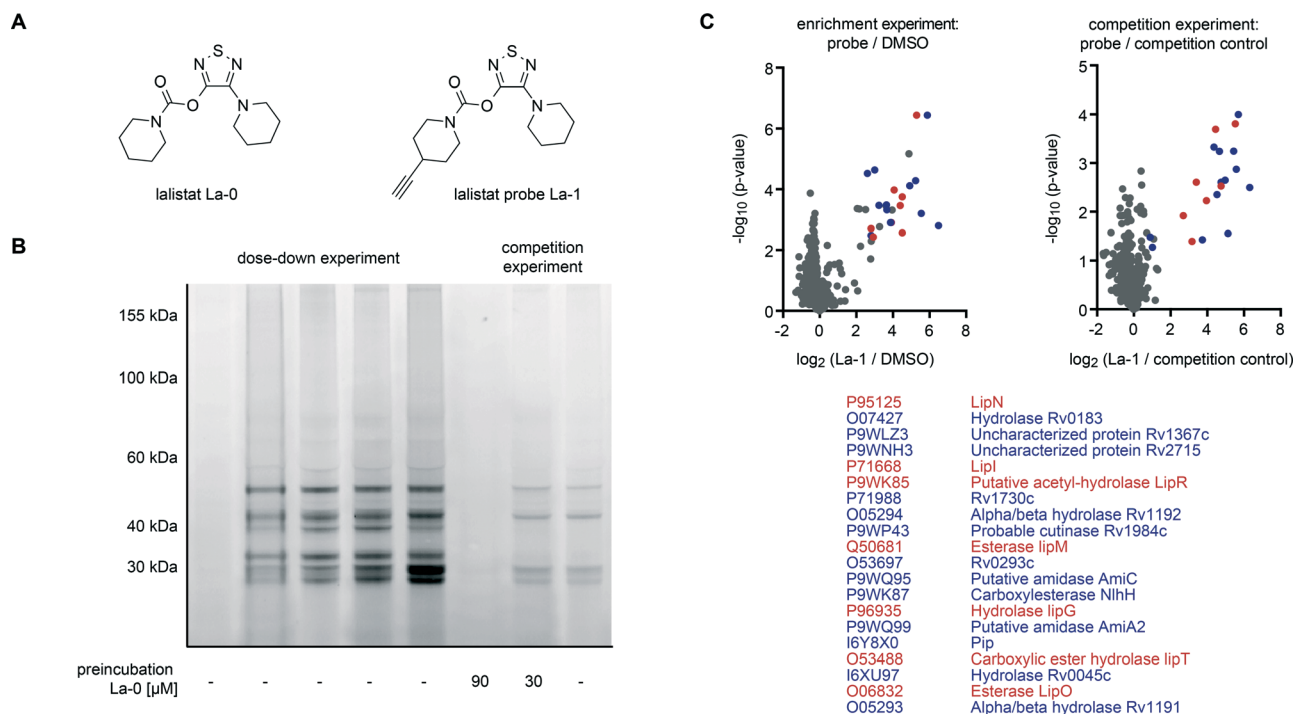 A
S
N N
O
O
N
N
lalistat La-0
S
N N
O
O
N
N
lalistat probe La-1
B
dose-down experiment
competition
experiment
155 kDa
100 kDa
60 kDa
40 kDa
30 kDa
preincubation
La-0 [µM]
- - - - - 90 30 -
C
enrichment experiment:
probe / DMSO
8
6
4
2
0
-log10 (p-value)
-2 0 2 4 6 8
log2 (La-1 / DMSO)
competition experiment:
probe / competition control
5
4
3
2
1
0
-log10 (p-value)
-2 0 2 4 6 8
log2 (La-1 / competition control)
P95125 LipN
O07427 Hydrolase Rv0183
P9WLZ3 Uncharacterized protein Rv1367c
P9WNH3 Uncharacterized protein Rv2715
P71668 LipI
P9WK85 Putative acetyl-hydrolase LipR
P71988 Rv1730c
O05294 Alpha/beta hydrolase Rv1192
P9WP43 Probable cutinase Rv1984c
Q50681 Esterase lipM
O53697 Rv0293c
P9WQ95 Putative amidase AmiC
P9WK87 Carboxylesterase NlhH
P96935 Hydrolase lipG
P9WQ99 Putative amidase AmiA2
I6Y8X0 Pip
O53488 Carboxylic ester hydrolase lipT
I6XU97 Hydrolase Rv0045c
O06832 Esterase LipO
O05293 Alpha/beta hydrolase Rv1191